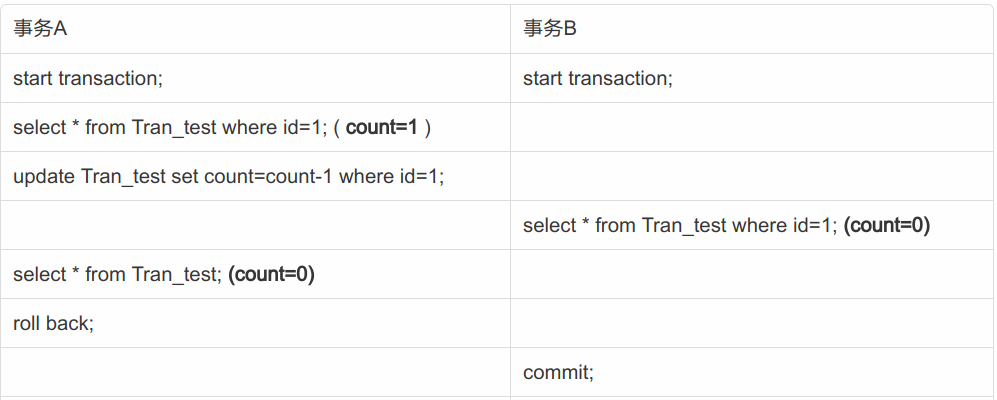 事务A 事务B
start transaction; start transaction;
select * from Tran_test where id=1; ( count=1 )
update Tran_test set count=count-1 where id=1;
select * from Tran_test where id=1; (count=0)
select * from Tran_test; (count=0)
roll back;
commit;